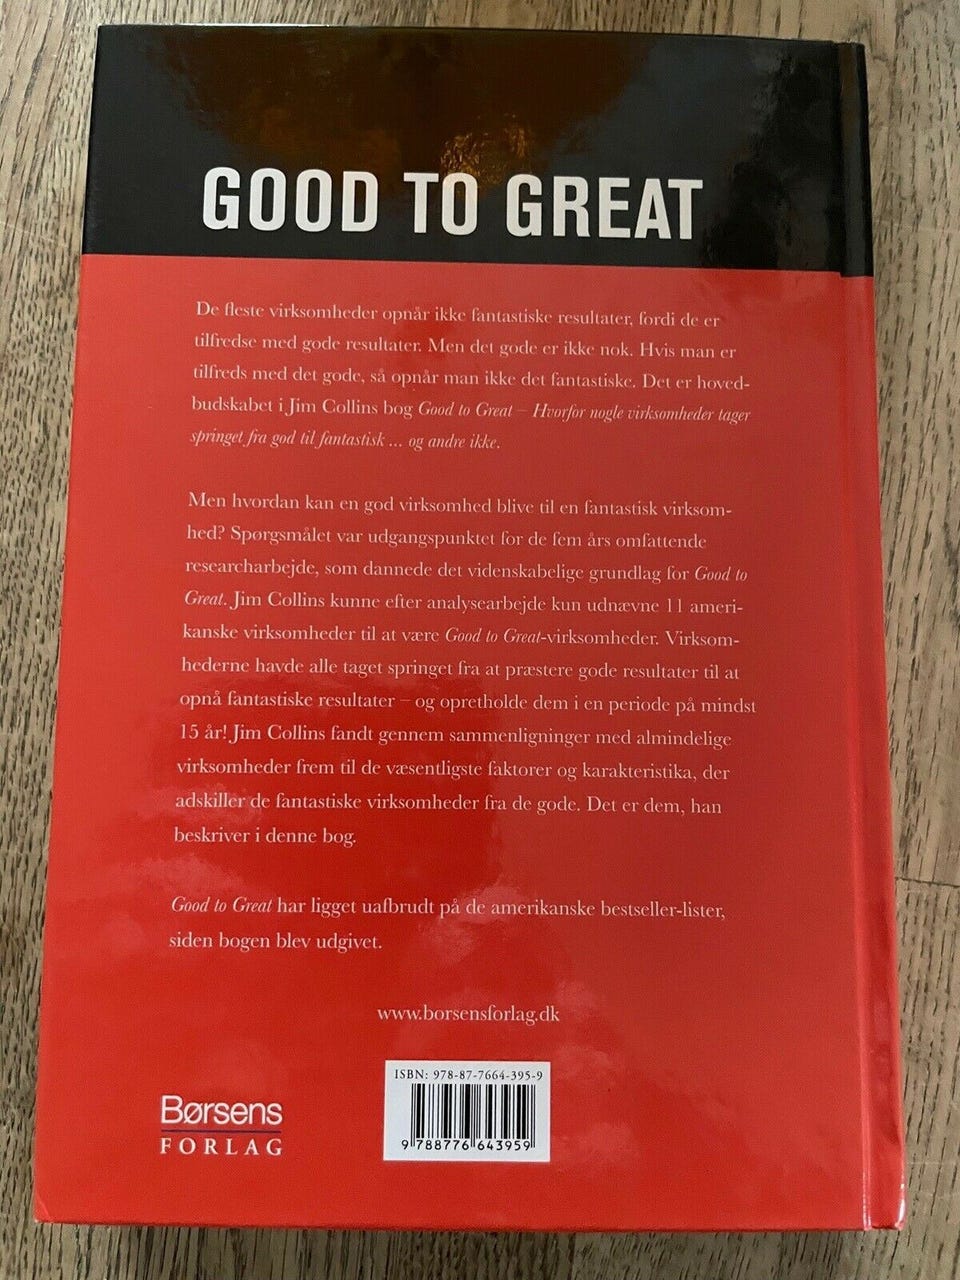 GOOD TO GREAT
De fleste virksomheder opnår ikke fantastiske resultater, fordi de er
tilfredse med gode resultater. Men det gode er ikke nok. Hvis man er
tilfreds med det gode, så opnår man ikke det fantastiske. Det er hoved-
budskabet i Jim Collins bog Good to Great – Hvorfor nogle virksomheder tager
springet fra god til fantastisk ... og andre ikke.
Men hvordan kan en god virksomhed blive til en fantastisk virksom-
hed? Spørgsmålet var udgangspunktet for de fem års omfattende
researcharbejde, som dannede det videnskabelige grundlag for Good to
Great. Jim Collins kunne efter analysearbejde kun udnævne 11 ameri-
kanske virksomheder til at være Good to Great-virksomheder. Virksom-
hederne havde alle taget springet fra at præstere gode resultater til at
opnå fantastiske resultater – og opretholde dem i en periode på mindst
15 år! Jim Collins fandt gennem sammenligninger med almindelige
virksomheder frem til de væsentligste faktorer og karakteristika, der
adskiller de fantastiske virksomheder fra de gode. Det er dem, han
beskriver i denne bog.
Good to Great har ligget uafbrudt på de amerikanske bestseller-lister,
siden bogen blev udgivet.
www.borsensforlag.dk
ISBN: 978-87-7664-395-9
9 788776 643959
Børsens
FORLAG